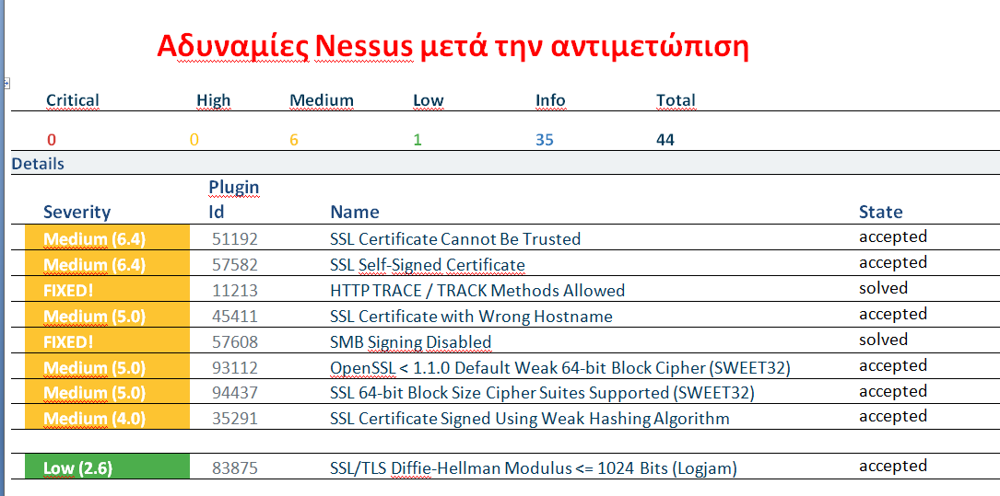 Αδυναμίες Nessus μετά την αντιμετώπιση
Critical High Medium Low Info Total
0 0 6 1 35 44
Details
Plugin
Severity Id Name State
Medium (6.4) 51192 SSL Certificate Cannot Be Trusted accepted
Medium (6.4) 57582 SSL Self-Signed Certificate accepted
FIXED! 11213 HTTP TRACE / TRACK Methods Allowed solved
Medium (5.0) 45411 SSL Certificate with Wrong Hostname accepted
FIXED! 57608 SMB Signing Disabled solved
Medium (5.0) 93112 OpenSSL < 1.1.0 Default Weak 64-bit Block Cipher (SWEET32) accepted
Medium (5.0) 94437 SSL 64-bit Block Size Cipher Suites Supported (SWEET32) accepted
Medium (4.0) 35291 SSL Certificate Signed Using Weak Hashing Algorithm accepted
Low (2.6) 83875 SSL/TLS Diffie-Hellman Modulus <= 1024 Bits (Logjam) accepted